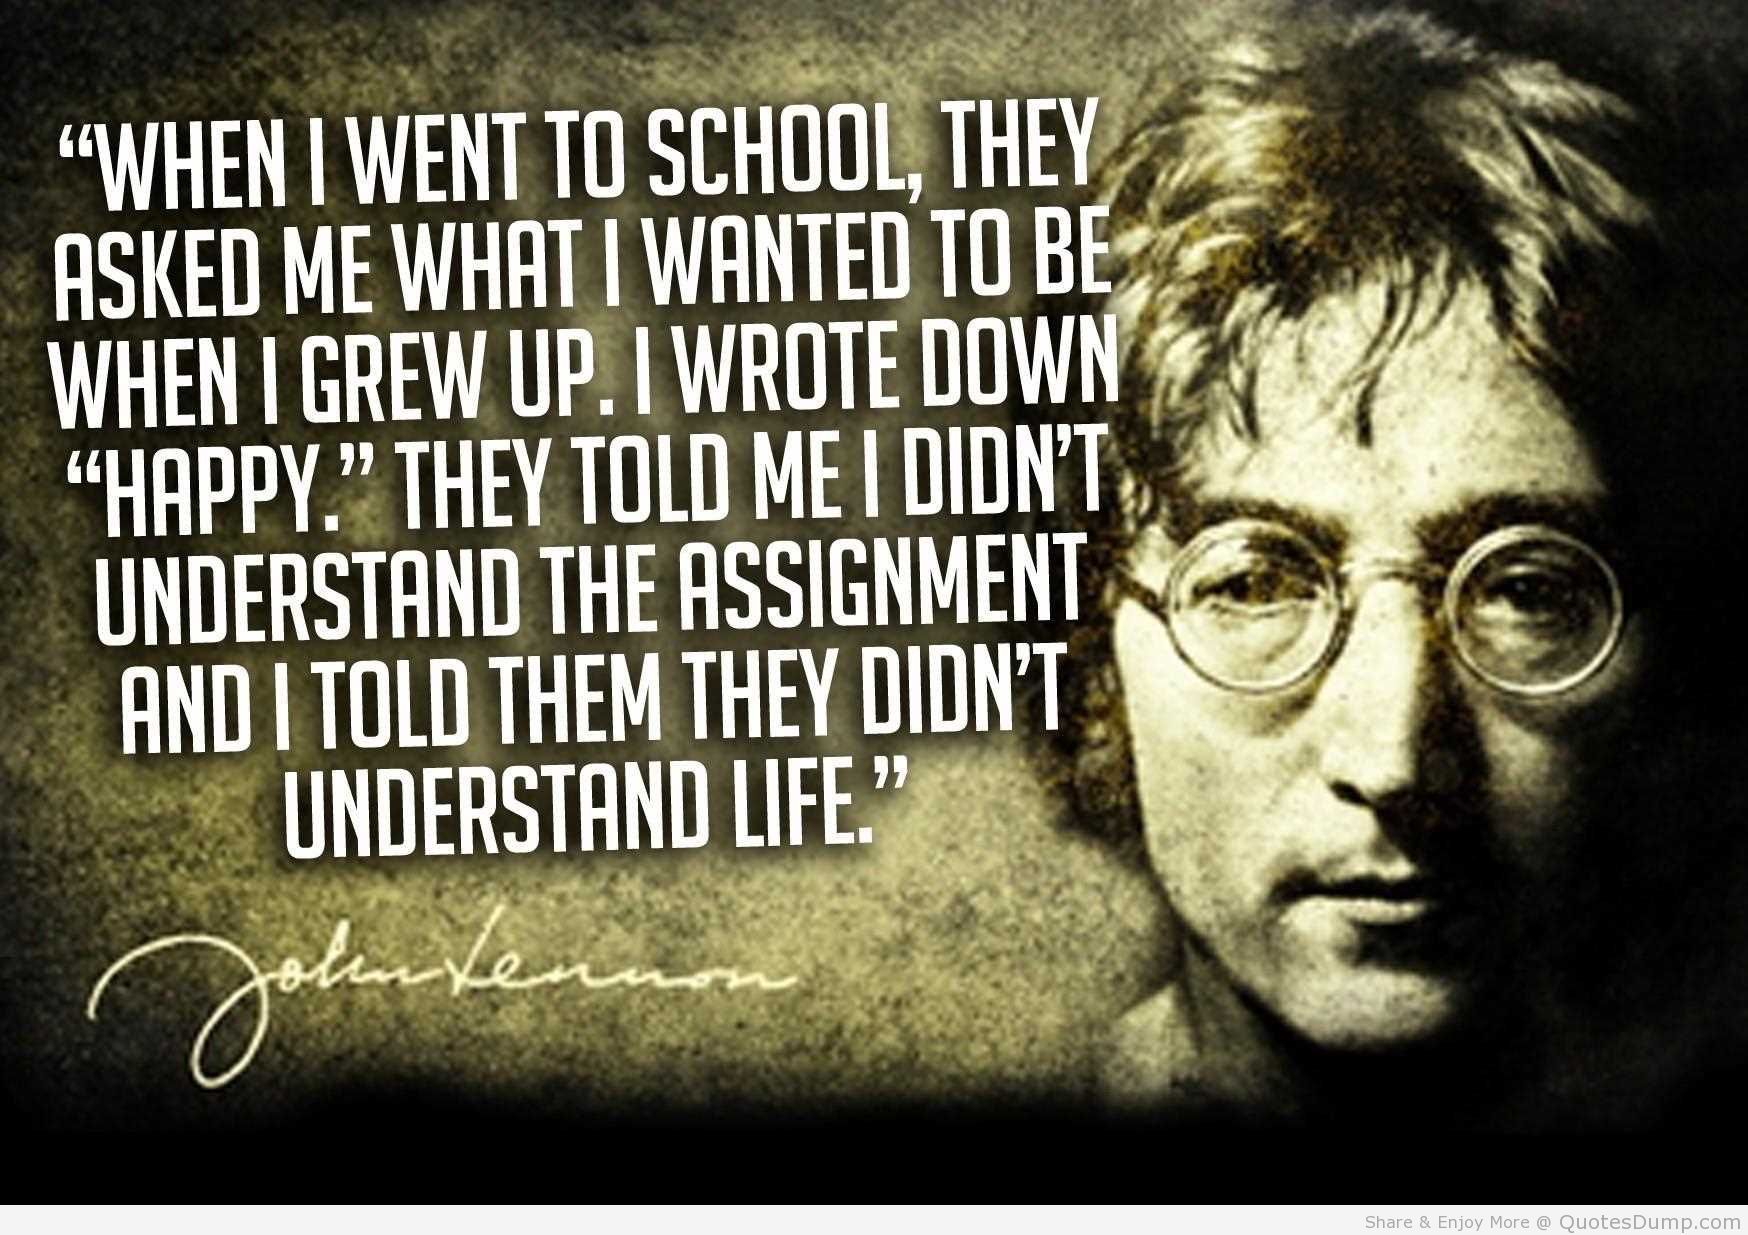 “WHEN I WENT TO SCHOOL, THEY
ASKED ME WHAT I WANTED TO BE
WHEN I GREW UP. I WROTE DOWN
“HAPPY.” THEY TOLD ME I DIDN’T
UNDERSTAND THE ASSIGNMENT
AND I TOLD THEM THEY DIDN’T
UNDERSTAND LIFE.”
John Lennon
Share & Enjoy More @ QuotesDump.com